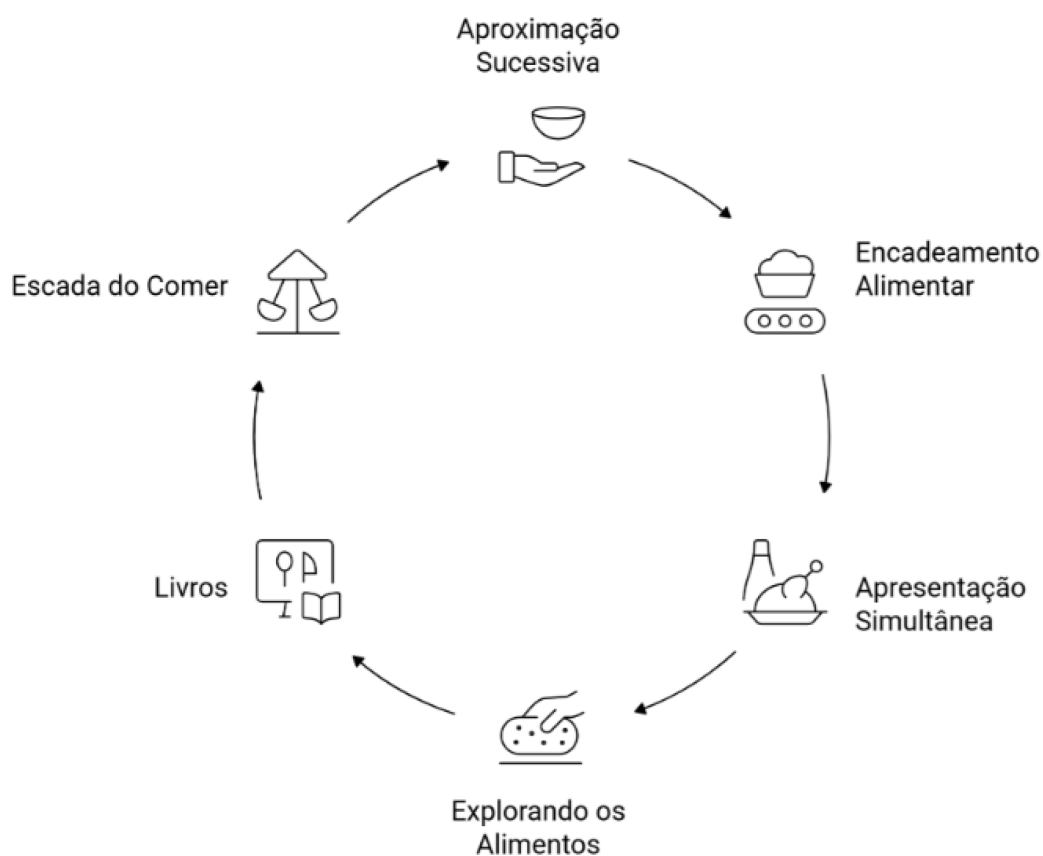 Aproximação
Sucessiva
Encadeamento
Alimentar
Apresentação
Simultânea
Explorando os
Alimentos
Livros
Escada do Comer